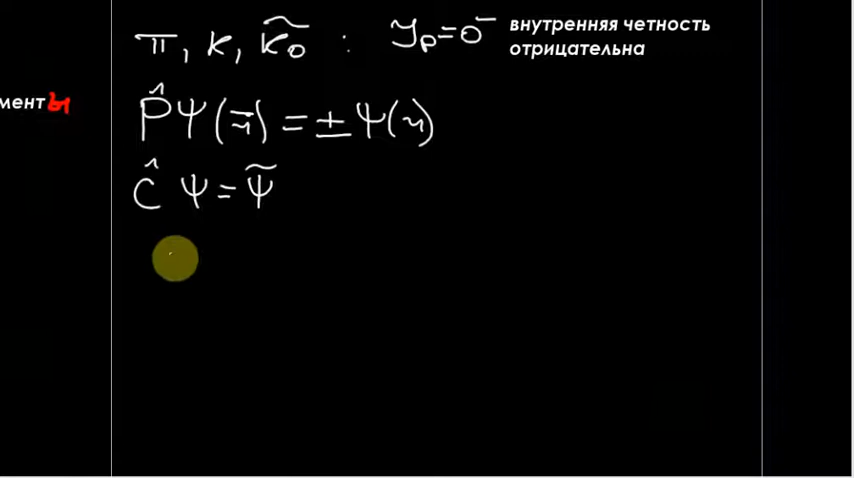 π, K, K̃₀ : J_P=0⁻ внутренняя четность
отрицательна
мент ы
P̂Ψ(r̄) = ±Ψ(r)
Ĉ Ψ = Ψ̃